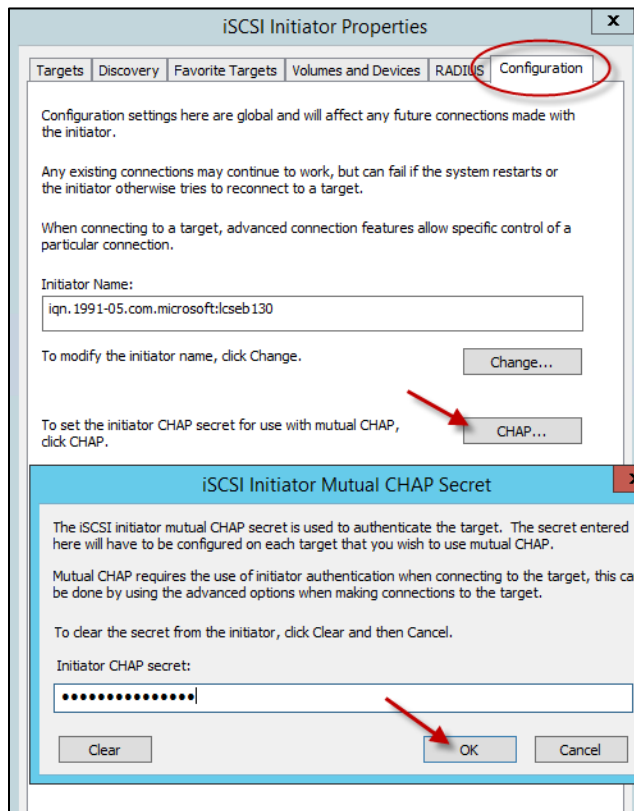 iSCSI Initiator Properties
x
Targets Discovery Favorite Targets Volumes and Devices RADIUS Configuration
Configuration settings here are global and will affect any future connections made with
the initiator.
Any existing connections may continue to work, but can fail if the system restarts or
the initiator otherwise tries to reconnect to a target.
When connecting to a target, advanced connection features allow specific control of a
particular connection.
Initiator Name:
iqn.1991-05.com.microsoft:lcseb130
To modify the initiator name, click Change.
Change...
To set the initiator CHAP secret for use with mutual CHAP,
click CHAP.
CHAP...
iSCSI Initiator Mutual CHAP Secret
The iSCSI initiator mutual CHAP secret is used to authenticate the target. The secret entered
here will have to be configured on each target that you wish to use mutual CHAP.
Mutual CHAP requires the use of initiator authentication when connecting to the target, this ca
be done by using the advanced options when making connections to the target.
To clear the secret from the initiator, click Clear and then Cancel.
Initiator CHAP secret:
•••••••••••••••
Clear OK Cancel